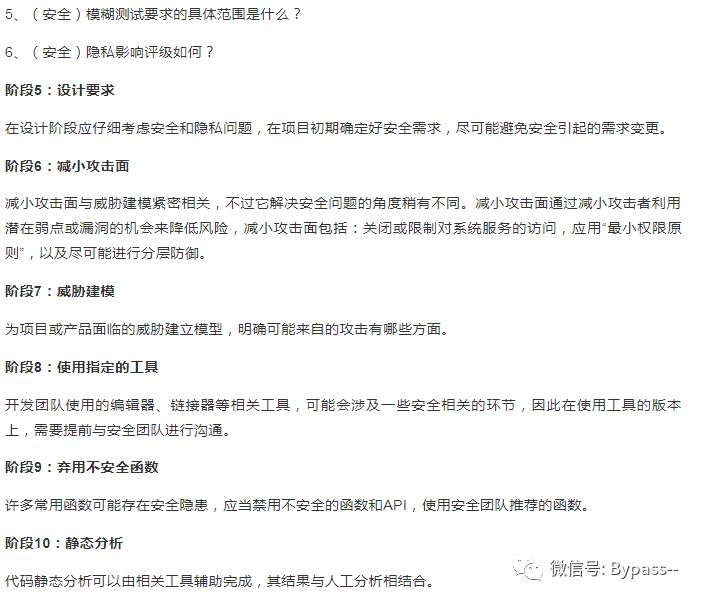 5、（安全）模糊测试要求的具体范围是什么？
6、（安全）隐私影响评级如何？
阶段5：设计要求
在设计阶段应仔细考虑安全和隐私问题，在项目初期确定好安全需求，尽可能避免安全引起的需求变更。
阶段6：减小攻击面
减小攻击面与威胁建模紧密相关，不过它解决安全问题的角度稍有不同。减小攻击面通过减小攻击者利用
潜在弱点或漏洞的机会来降低风险，减小攻击面包括：关闭或限制对系统服务的访问，应用“最小权限原
则”，以及尽可能进行分层防御。
阶段7：威胁建模
为项目或产品面临的威胁建立模型，明确可能来自的攻击有哪些方面。
阶段8：使用指定的工具
开发团队使用的编辑器、链接器等相关工具，可能会涉及一些安全相关的环节，因此在使用工具的版本
上，需要提前与安全团队进行沟通。
阶段9：弃用不安全函数
许多常用函数可能存在安全隐患，应当禁用不安全的函数和API，使用安全团队推荐的函数。
阶段10：静态分析
代码静态分析可以由相关工具辅助完成，其结果与人工分析相结合。
微信号: Bypass--